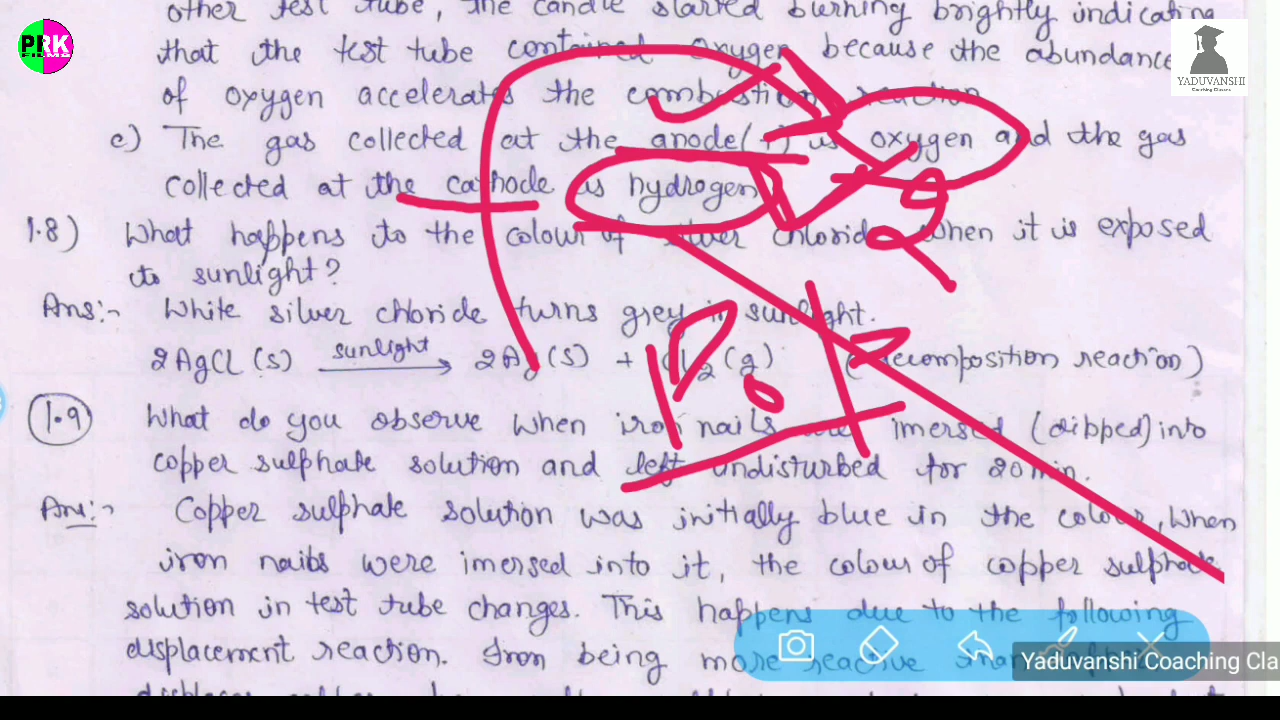 other test tube, the candle started burning brightly indicating
that the test tube contained oxygen because the abundance
of oxygen accelerates the combustion reaction
c) The gas collected at the anode(+) is oxygen and the gas
collected at the cathode is hydrogen
1.8) What happens to the colour of silver chloride when it is exposed
to sunlight?
Ans:- White silver chloride turns grey in sunlight.
2AgCl (s) sunlight → 2Ag(s) + Cl2 (g) (decomposition reaction)
1.9 What do you observe when iron nails are imersed (dibped) into
copper sulphate solution and left undisturbed for 20 min.
Ans:- Copper sulphate solution was initially blue in the colour, when
iron nails were imersed into it, the colour of copper sulphate
solution in test tube changes. This happens due to the following
displacement reaction. Iron being more reactive than
PRK
YADUVANSHI
Coaching Classes
Yaduvanshi Coaching Cla